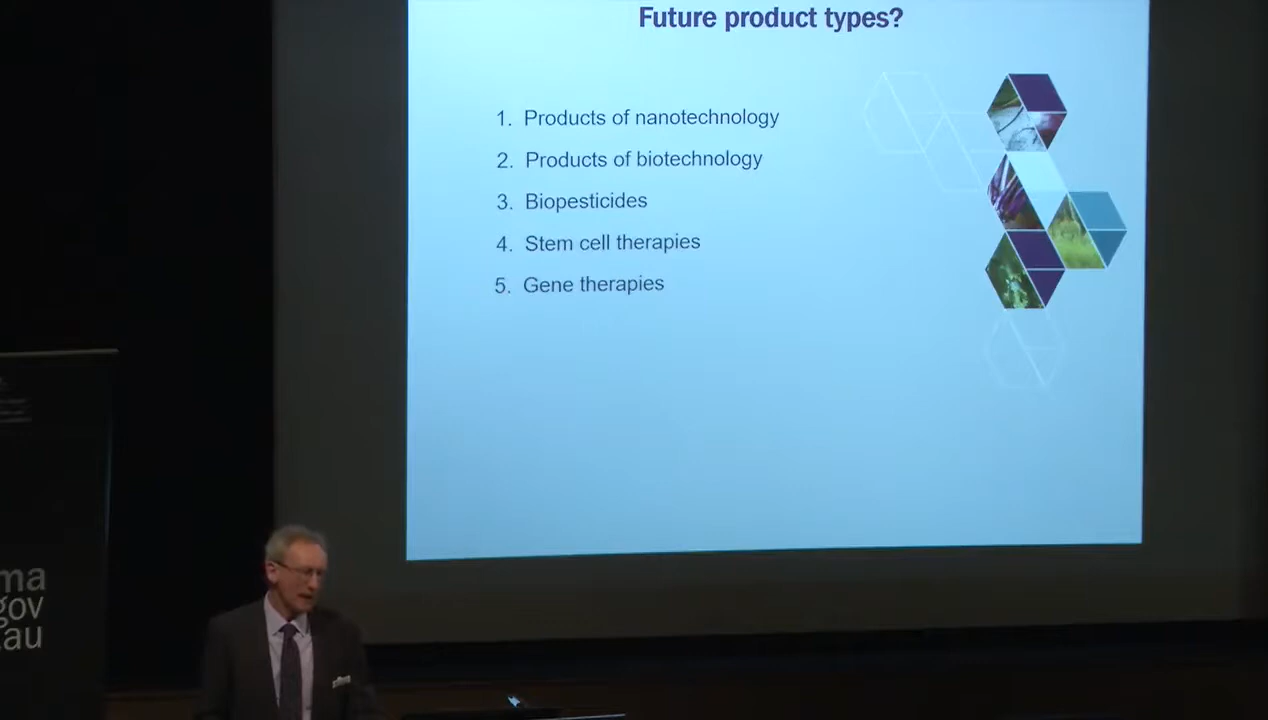 Future product types?
1. Products of nanotechnology
2. Products of biotechnology
3. Biopesticides
4. Stem cell therapies
5. Gene therapies
ma
gov
.au